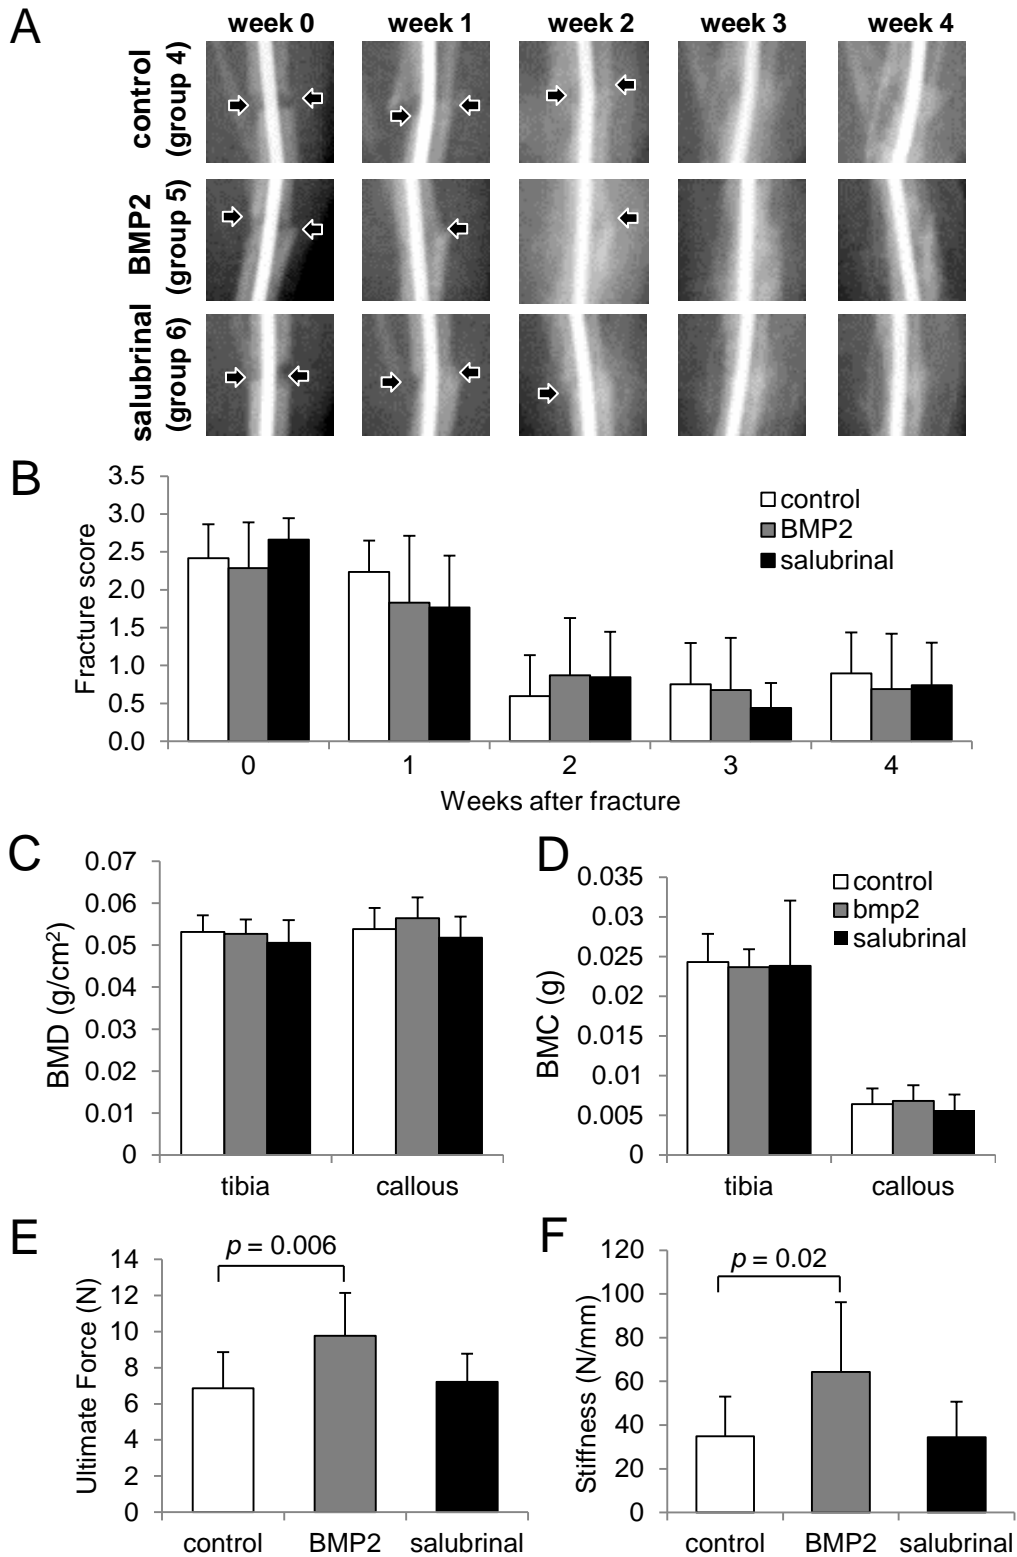 A
week 0 week 1 week 2 week 3 week 4
control
(group 4)
BMP2
(group 5)
salubrinal
(group 6)
B
Fracture score
3.5
3.0
2.5
2.0
1.5
1.0
0.5
0.0
control
BMP2
salubrinal
0 1 2 3 4
Weeks after fracture
C
BMD (g/cm²)
0.07
0.06
0.05
0.04
0.03
0.02
0.01
0
tibia callous
D
BMC (g)
0.035
0.03
0.025
0.02
0.015
0.01
0.005
0
control
bmp2
salubrinal
tibia callous
E
Ultimate Force (N)
14
12
10
8
6
4
2
0
p = 0.006
control BMP2 salubrinal
F
Stiffness (N/mm)
120
100
80
60
40
20
0
p = 0.02
control BMP2 salubrinal